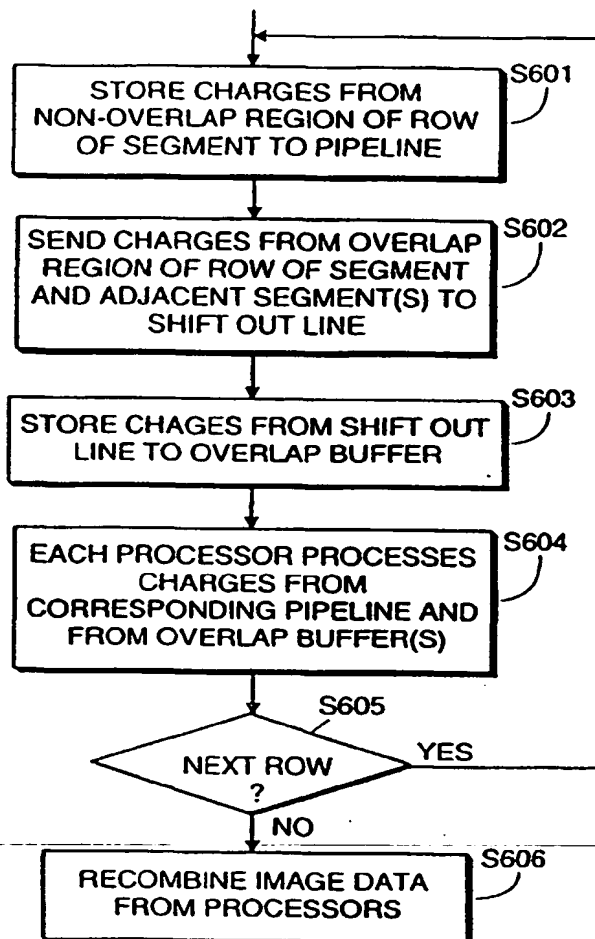 S601
STORE CHARGES FROM
NON-OVERLAP REGION OF ROW
OF SEGMENT TO PIPELINE
S602
SEND CHARGES FROM OVERLAP
REGION OF ROW OF SEGMENT
AND ADJACENT SEGMENT(S) TO
SHIFT OUT LINE
S603
STORE CHAGES FROM SHIFT OUT
LINE TO OVERLAP BUFFER
S604
EACH PROCESSOR PROCESSES
CHARGES FROM
CORRESPONDING PIPELINE AND
FROM OVERLAP BUFFER(S)
S605
NEXT ROW
?
YES
NO
S606
RECOMBINE IMAGE DATA
FROM PROCESSORS